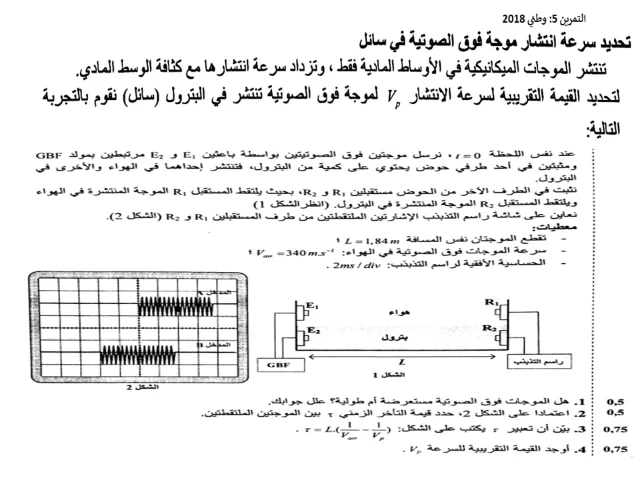 التمرين 5: وطني 2018
تحديد سرعة انتشار موجة فوق الصوتية في سائل
تنتشر الموجات الميكانيكية في الأوساط المادية فقط ، وتزداد سرعة انتشارها مع كثافة الوسط المادي.
لتحديد القيمة التقريبية لسرعة الانتشار V_p لموجة فوق الصوتية تنتشر في البترول (سائل) نقوم بالتجربة
التالية:
عند نفس اللحظة t = 0 ، نرسل موجتين فوق الصوتيتين بواسطة باعثين E1 و E2 مرتبطين بمولد GBF
ومثبتين في أحد طرفي حوض يحتوي على كمية من البترول، فتنتشر إحداهما في الهواء والأخرى في
البترول.
نثبت في الطرف الآخر من الحوض مستقبلين R1 و R2، بحيث يلتقط المستقبل R1 الموجة المنتشرة في الهواء
ويلتقط المستقبل R2 الموجة المنتشرة في البترول. (انظر الشكل 1)
نعاين على شاشة راسم التذبذب الإشارتين الملتقطتين من طرف المستقبلين R1 و R2 (الشكل 2).
معطيات:
- تقطع الموجتان نفس المسافة L = 1,84 m ؛
- سرعة الموجات فوق الصوتية في الهواء: V_air = 340 m.s⁻¹ ؛
- الحساسية الأفقية لراسم التذبذب: 2ms / div .
المدخل A
المدخل B
الشكل 2
E1
هواء
R1
E2
بترول
R2
L
GBF
راسم التذبذب
الشكل 1
0,5 1. هل الموجات فوق الصوتية مستعرضة أم طولية؟ علل جوابك.
0,5 2. اعتمادا على الشكل 2، حدد قيمة التأخر الزمني τ بين الموجتين الملتقطتين.
0,75 3. بيّن أن تعبير τ يكتب على الشكل: τ = L.(1/V_air − 1/V_p) .
0,75 4. أوجد القيمة التقريبية للسرعة V_P .